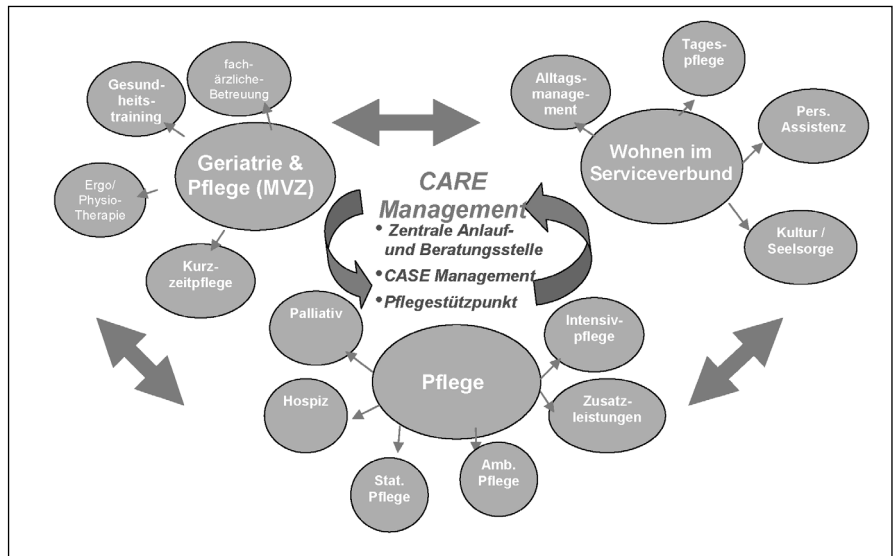 fach-
ärzliche-
Betreuung
Gesund-
heits-
training
Geriatrie &
Pflege (MVZ)
Ergo/
Physio-
Therapie
Kurz-
zeitpflege
Tages-
pflege
Alltags-
manage-
ment
Pers.
Assistenz
Wohnen im
Serviceverbund
Kultur /
Seelsorge
CARE
Management
• Zentrale Anlauf-
und Beratungsstelle
• CASE Management
• Pflegestützpunkt
Palliativ
Intensiv-
pflege
Pflege
Hospiz
Zusatz-
leistungen
Stat.
Pflege
Amb.
Pflege